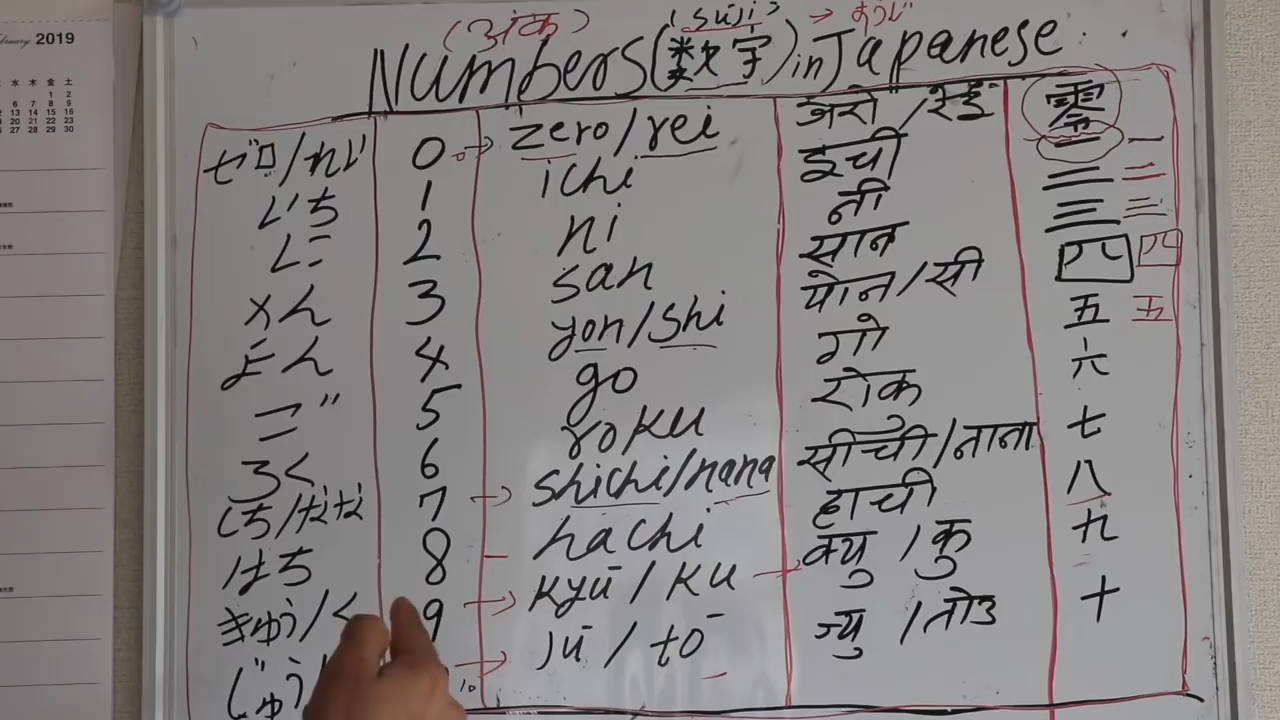 2019
(अंक) (sūji) → すうじ
Numbers (数字) in Japanese
ゼロ/れい 0 → zero/rei जेरो /रेई 零
いち 1 ichi इची 一 一
に 2 ni नी 二 二
さん 3 san सान 三 三
よん 4 yon/shi योन/सी 四 四
ご 5 go गो 五 五
ろく 6 roku रोक 六
しち/なな 7 → shichi/nana सीची/नाना 七
はち 8 hachi हाची 八
きゅう/く 9 → kyū/ku → क्यु/कु 九
じゅう 10 → jū/tō ज्यु/तोउ 十